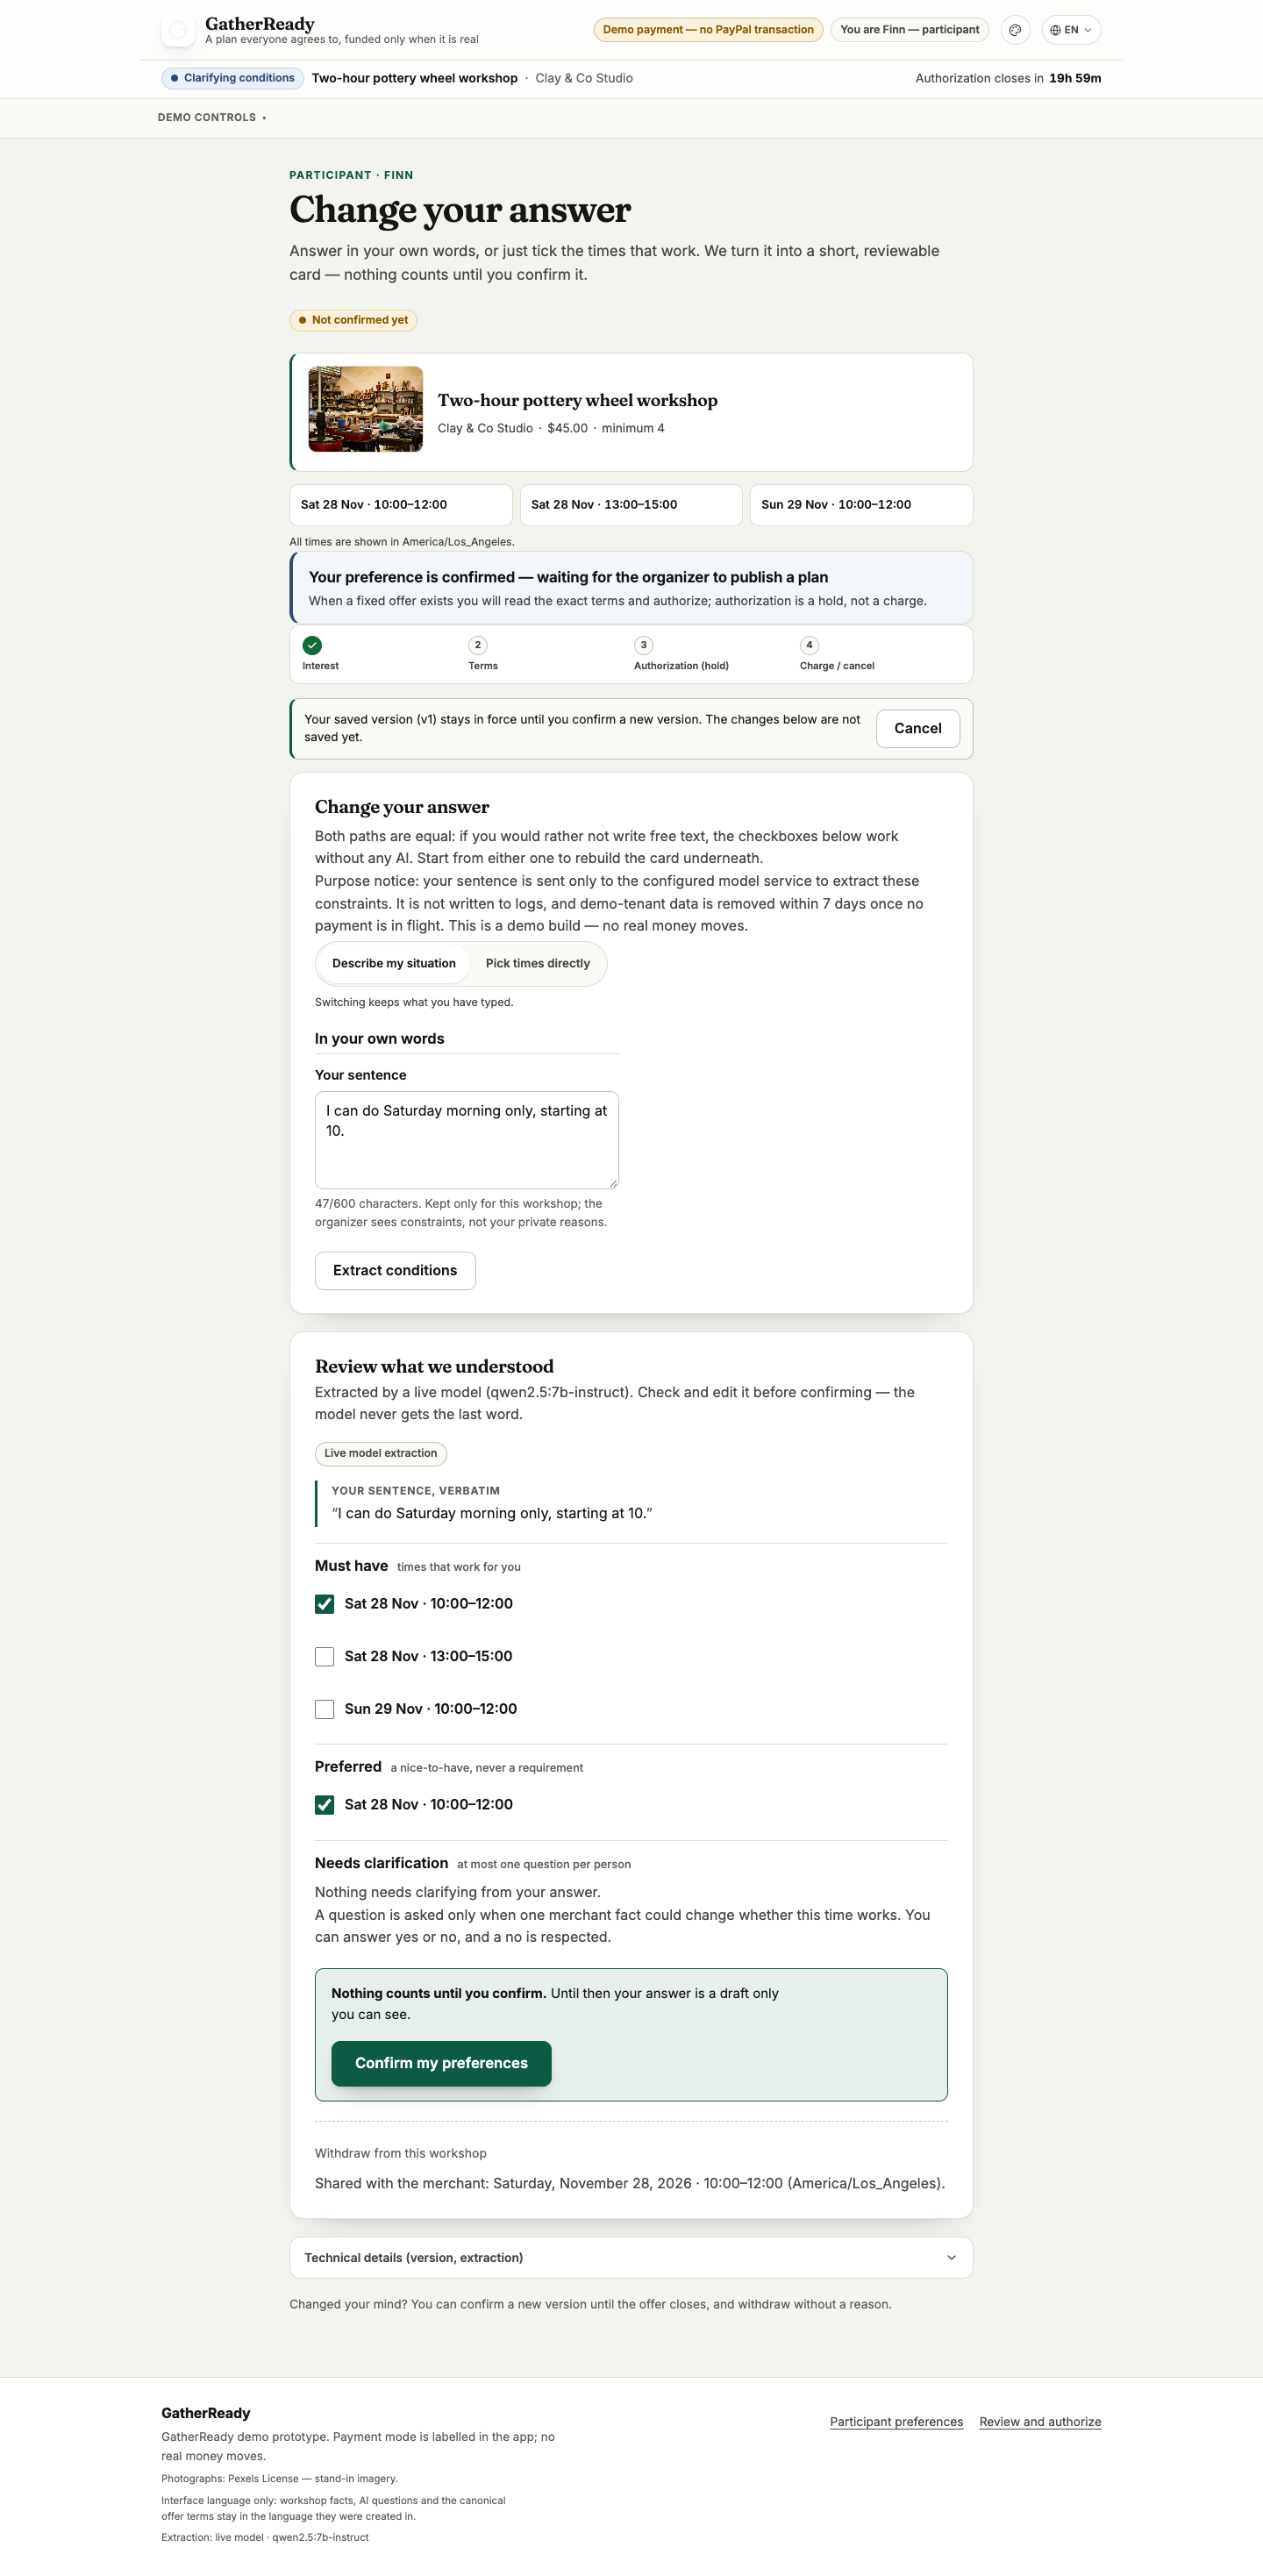 GatherReady
A plan everyone agrees to, funded only when it is real
Demo payment — no PayPal transaction
You are Finn — participant
EN
Clarifying conditions
Two-hour pottery wheel workshop · Clay & Co Studio
Authorization closes in 19h 59m
DEMO CONTROLS
PARTICIPANT · FINN
Change your answer
Answer in your own words, or just tick the times that work. We turn it into a short, reviewable
card — nothing counts until you confirm it.
Not confirmed yet
Two-hour pottery wheel workshop
Clay & Co Studio · $45.00 · minimum 4
Sat 28 Nov · 10:00–12:00
Sat 28 Nov · 13:00–15:00
Sun 29 Nov · 10:00–12:00
All times are shown in America/Los_Angeles.
Your preference is confirmed — waiting for the organizer to publish a plan
When a fixed offer exists you will read the exact terms and authorize; authorization is a hold, not a charge.
2
3
4
Interest
Terms
Authorization (hold)
Charge / cancel
Your saved version (v1) stays in force until you confirm a new version. The changes below are not
saved yet.
Cancel
Change your answer
Both paths are equal: if you would rather not write free text, the checkboxes below work
without any AI. Start from either one to rebuild the card underneath.
Purpose notice: your sentence is sent only to the configured model service to extract these
constraints. It is not written to logs, and demo-tenant data is removed within 7 days once no
payment is in flight. This is a demo build — no real money moves.
Describe my situation
Pick times directly
Switching keeps what you have typed.
In your own words
Your sentence
I can do Saturday morning only, starting at
10.
47/600 characters. Kept only for this workshop; the
organizer sees constraints, not your private reasons.
Extract conditions
Review what we understood
Extracted by a live model (qwen2.5:7b-instruct). Check and edit it before confirming — the
model never gets the last word.
Live model extraction
YOUR SENTENCE, VERBATIM
“I can do Saturday morning only, starting at 10.”
Must have times that work for you
Sat 28 Nov · 10:00–12:00
Sat 28 Nov · 13:00–15:00
Sun 29 Nov · 10:00–12:00
Preferred a nice-to-have, never a requirement
Sat 28 Nov · 10:00–12:00
Needs clarification at most one question per person
Nothing needs clarifying from your answer.
A question is asked only when one merchant fact could change whether this time works. You
can answer yes or no, and a no is respected.
Nothing counts until you confirm. Until then your answer is a draft only
you can see.
Confirm my preferences
Withdraw from this workshop
Shared with the merchant: Saturday, November 28, 2026 · 10:00–12:00 (America/Los_Angeles).
Technical details (version, extraction)
Changed your mind? You can confirm a new version until the offer closes, and withdraw without a reason.
GatherReady
GatherReady demo prototype. Payment mode is labelled in the app; no
real money moves.
Photographs: Pexels License — stand-in imagery.
Interface language only: workshop facts, AI questions and the canonical
offer terms stay in the language they were created in.
Extraction: live model · qwen2.5:7b-instruct
Participant preferences
Review and authorize